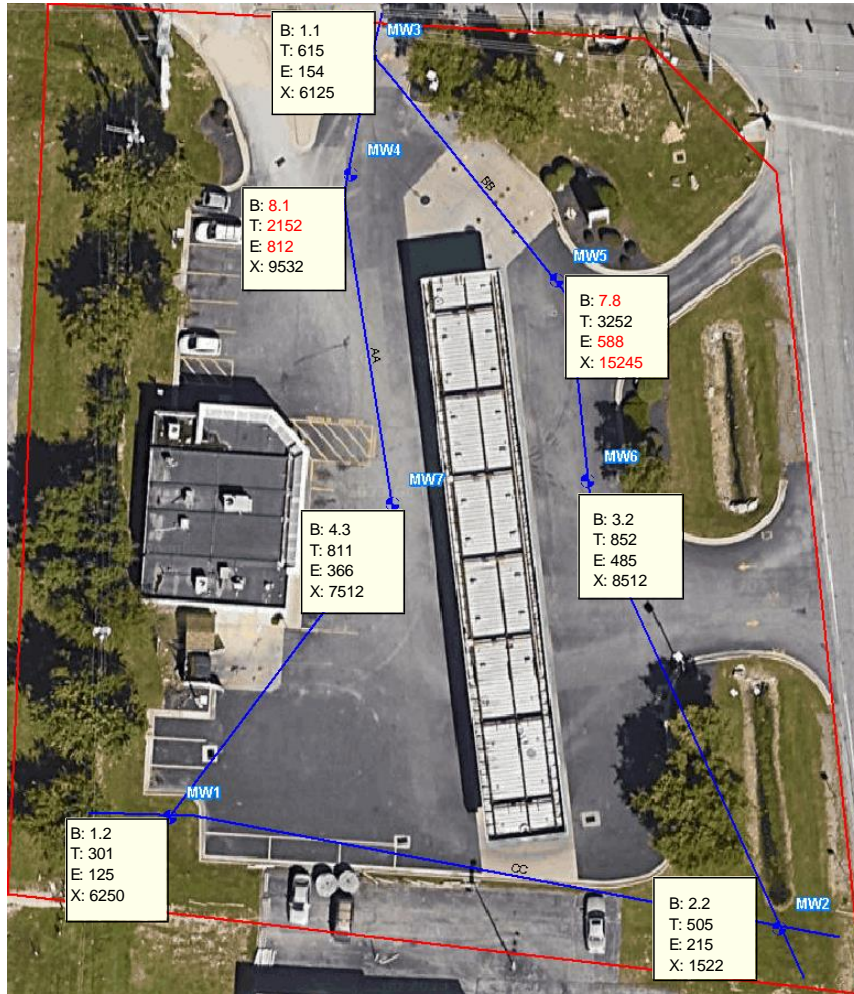 B: 1.1
T: 615
E: 154
X: 6125
MW3
MW4
BB
B: 8.1
T: 2152
E: 812
X: 9532
MW5
B: 7.8
T: 3252
E: 588
X: 15245
AA
MW6
MW7
B: 4.3
T: 811
E: 366
X: 7512
B: 3.2
T: 852
E: 485
X: 8512
MW1
B: 1.2
T: 301
E: 125
X: 6250
CC
B: 2.2
T: 505
E: 215
X: 1522
MW2